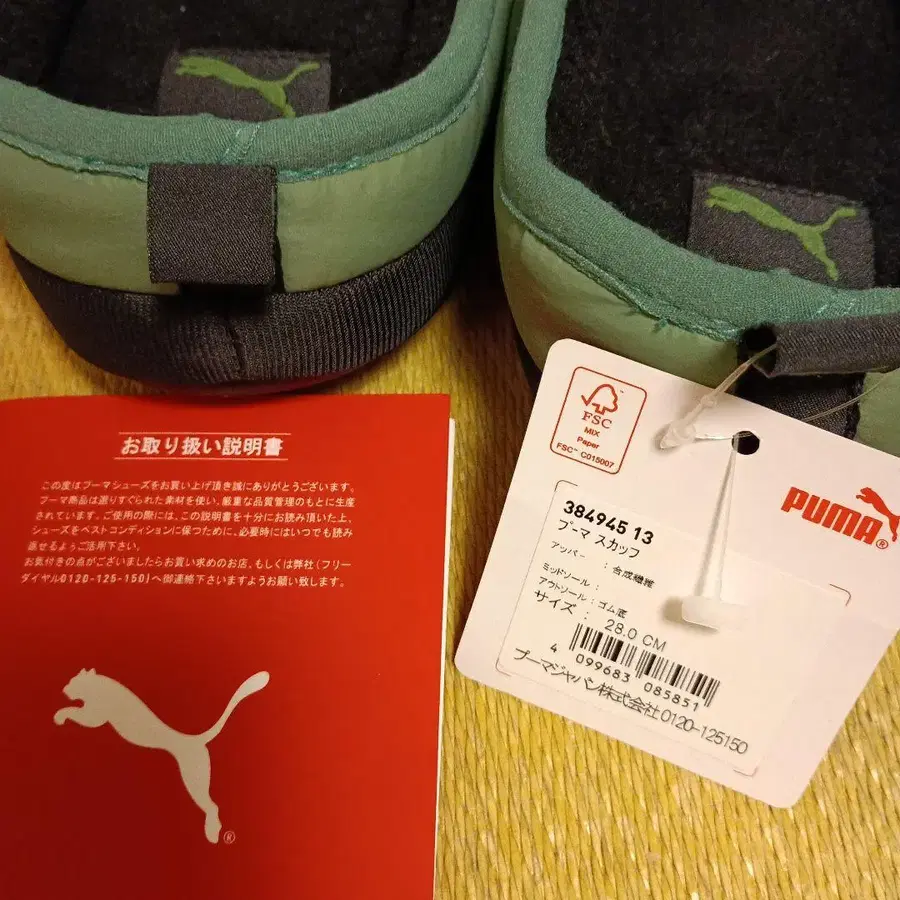 お取り扱い説明書
この度はプーマシューズをお買い上げ頂き誠にありがとうございます。
プーマ商品は選りすぐられた素材を使い、厳重な品質管理のもとに生産
されています。ご使用の際には、この説明書を十分にお読み頂いた上、
シューズをベストコンディションに保つために、必要時にはいつでも読み
返せるようご活用下さい。
お気付きの点がございましたらお買い求めのお店、もしくは弊社(フリー
ダイヤル0120-125-150)へ御連絡下さいますようお願い致します。
®
FSC
MIX
Paper
FSC™ C015007
PUMA®
384945 13
プーマ スカッフ
アッパー : 合成繊維
ミッドソール :
アウトソール : ゴム底
サイズ : 28.0 CM
4 099683 085851
プーマジャパン株式会社 0120-125150